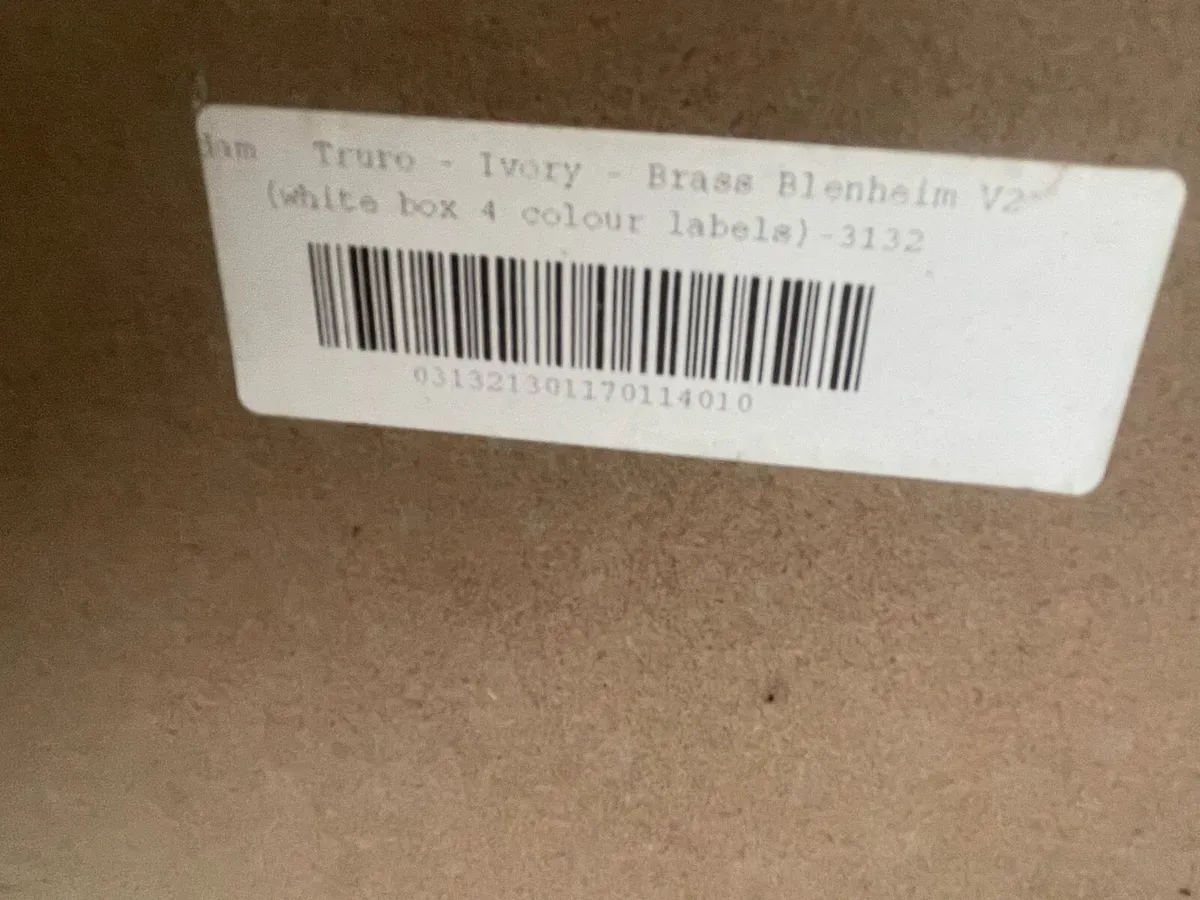 Truro - Ivory - Brass Blenheim V2
(white box 4 colour labels)-3132
031321301170114010